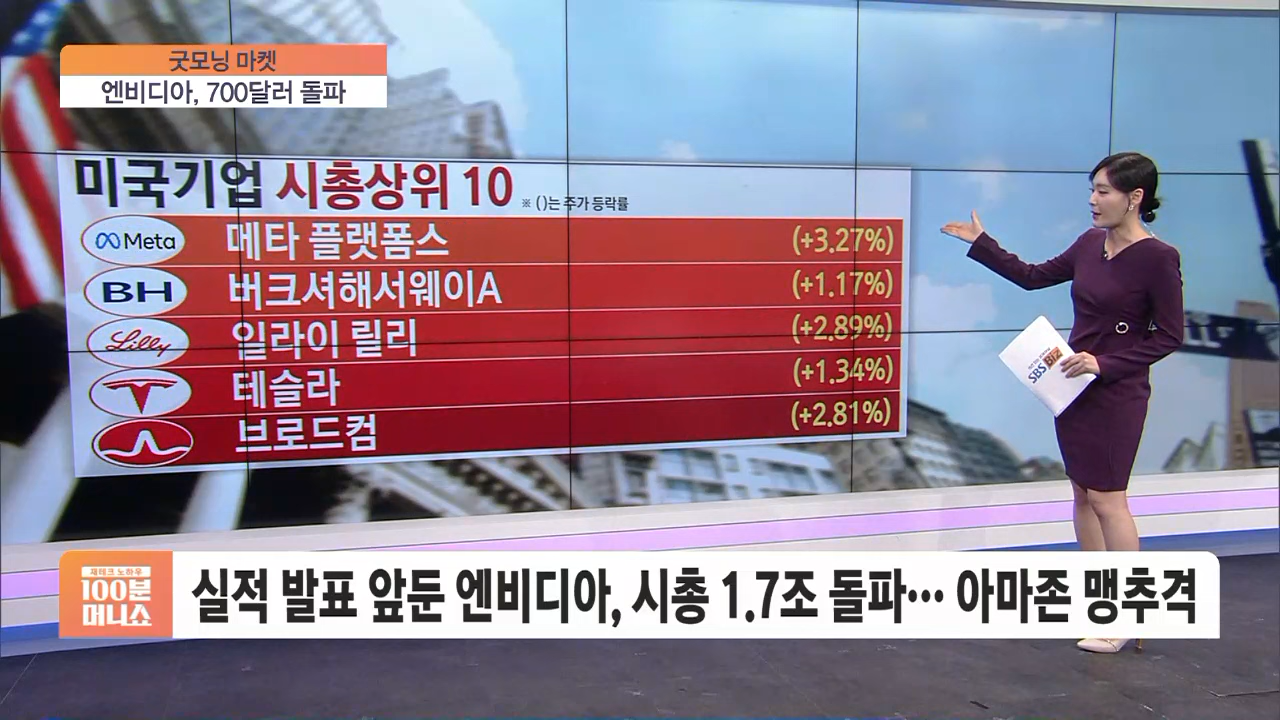 굿모닝 마켓
엔비디아, 700달러 돌파
미국기업 시총상위 10 ※ ( )는 주가 등락률
Meta 메타 플랫폼스 (+3.27%)
BH 버크셔해서웨이A (+1.17%)
Lilly 일라이 릴리 (+2.89%)
테슬라 (+1.34%)
브로드컴 (+2.81%)
SBS Biz
재테크 노하우
100분
머니쇼
실적 발표 앞둔 엔비디아, 시총 1.7조 돌파… 아마존 맹추격